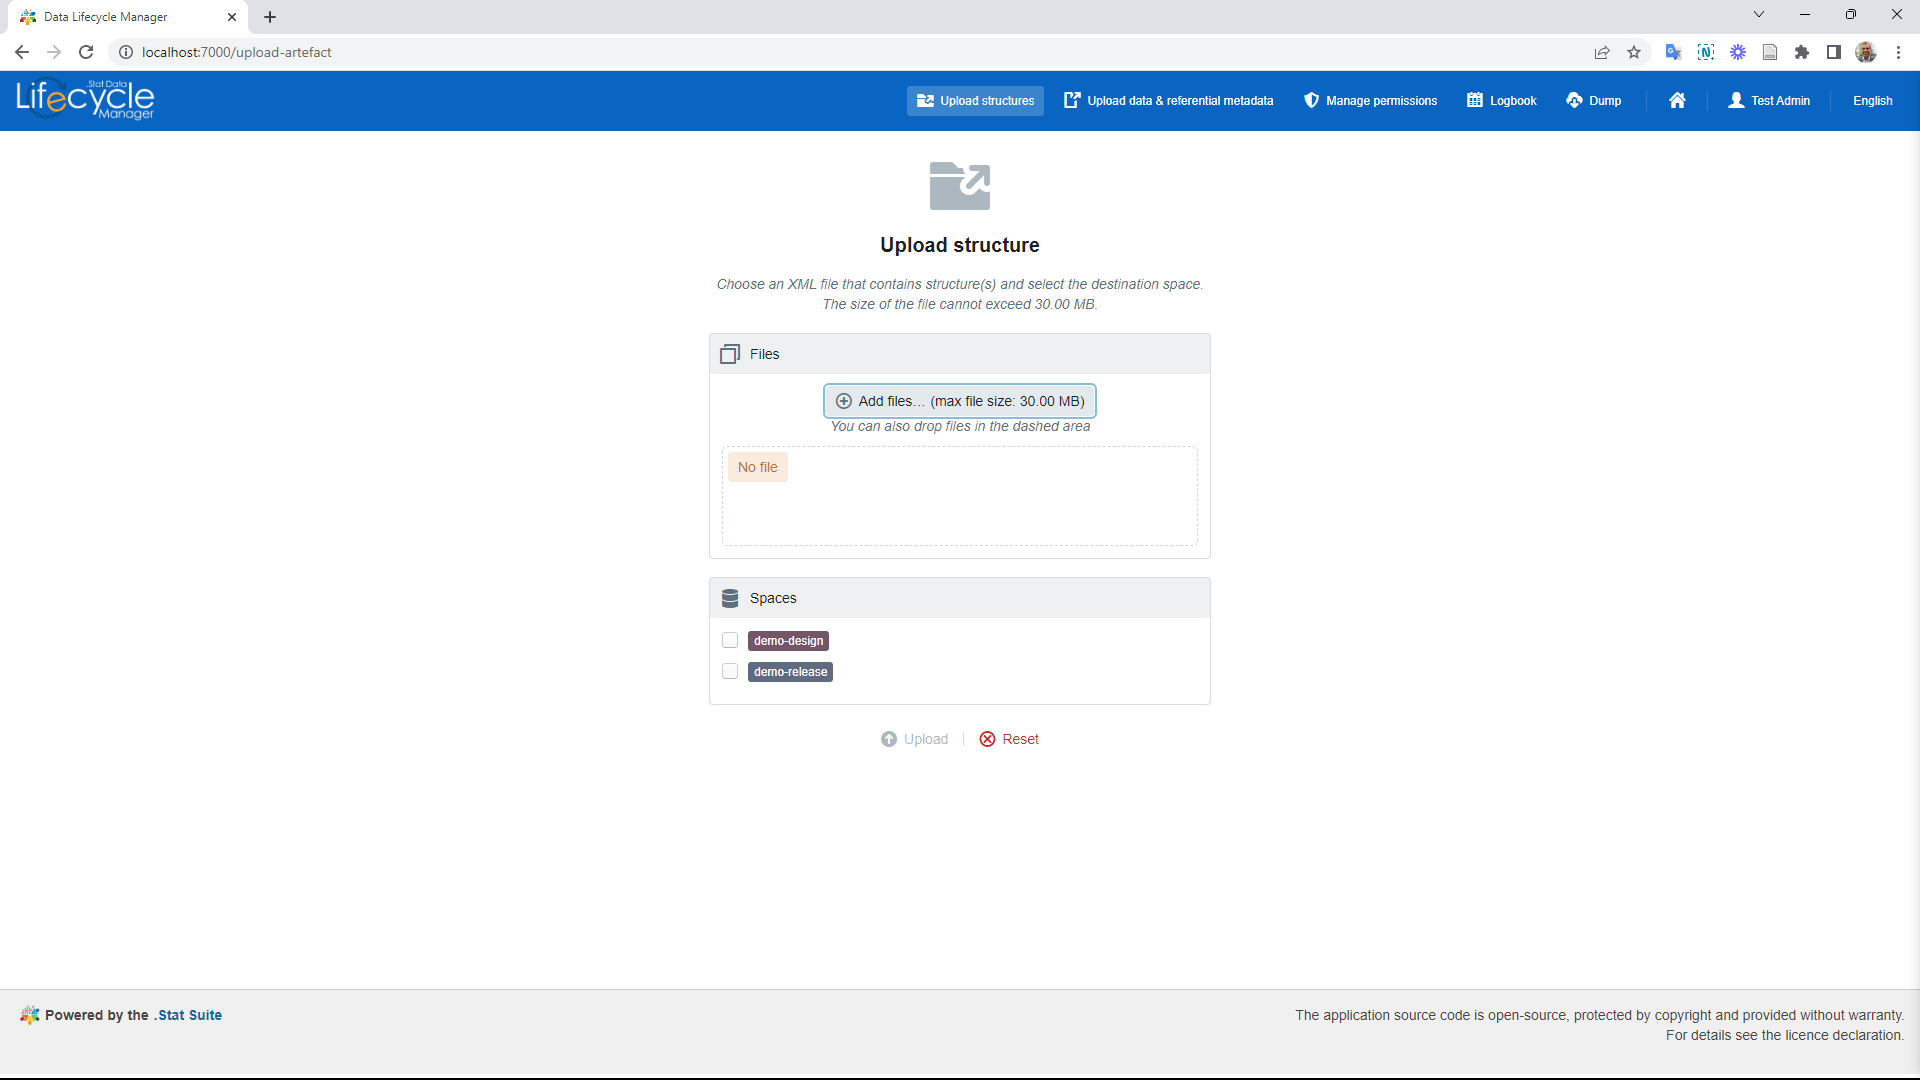 Data Lifecycle Manager
localhost:7000/upload-artefact
.Stat Data
Lifecycle
Manager
Upload structures
Upload data & referential metadata
Manage permissions
Logbook
Dump
Test Admin
English
Upload structure
Choose an XML file that contains structure(s) and select the destination space.
The size of the file cannot exceed 30.00 MB.
Files
Add files... (max file size: 30.00 MB)
You can also drop files in the dashed area
No file
Spaces
demo-design
demo-release
Upload
Reset
Powered by the .Stat Suite
The application source code is open-source, protected by copyright and provided without warranty.
For details see the licence declaration.